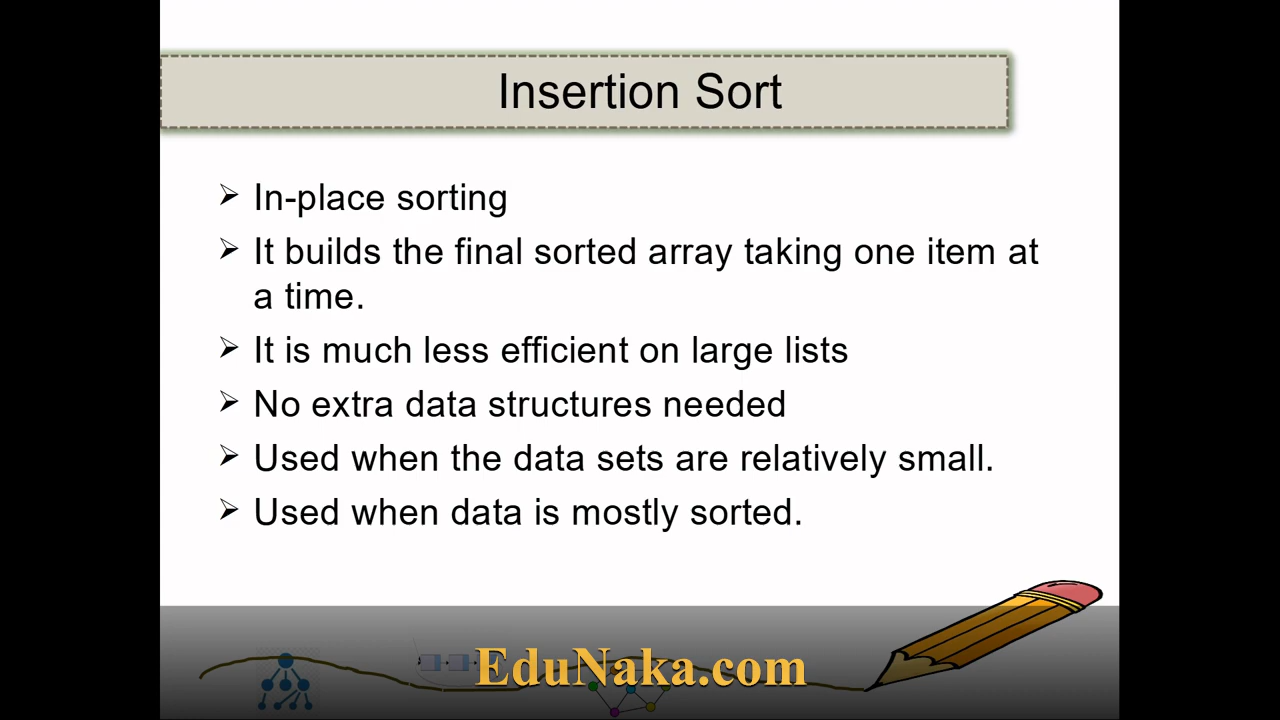 Insertion Sort
In-place sorting
It builds the final sorted array taking one item at
a time.
It is much less efficient on large lists
No extra data structures needed
Used when the data sets are relatively small.
Used when data is mostly sorted.
EduNaka.com